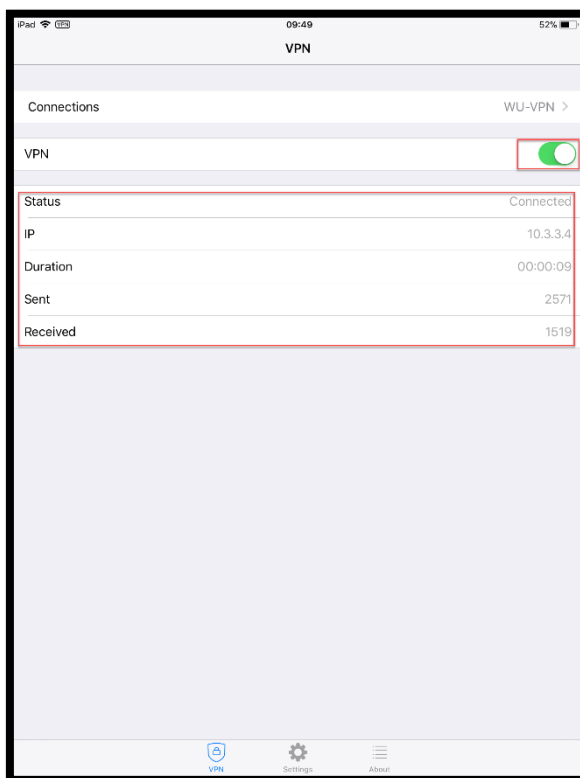 iPad VPN 09:49 52%
VPN
Connections WU-VPN >
VPN
Status Connected
IP 10.3.3.4
Duration 00:00:09
Sent 2571
Received 1519
VPN Settings About